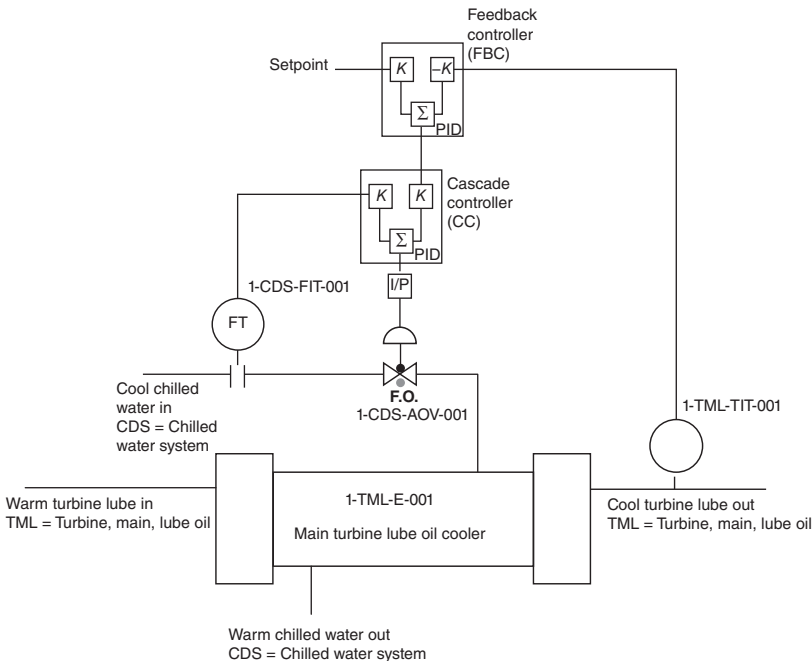 Feedback
controller
(FBC)
Setpoint
K
–K
Σ
PID
Cascade
controller
(CC)
K
K
Σ
PID
1-CDS-FIT-001
I/P
FT
Cool chilled
water in
CDS = Chilled
water system
F.O.
1-CDS-AOV-001
1-TML-TIT-001
Warm turbine lube in
TML = Turbine, main, lube oil
1-TML-E-001
Main turbine lube oil cooler
Cool turbine lube out
TML = Turbine, main, lube oil
Warm chilled water out
CDS = Chilled water system